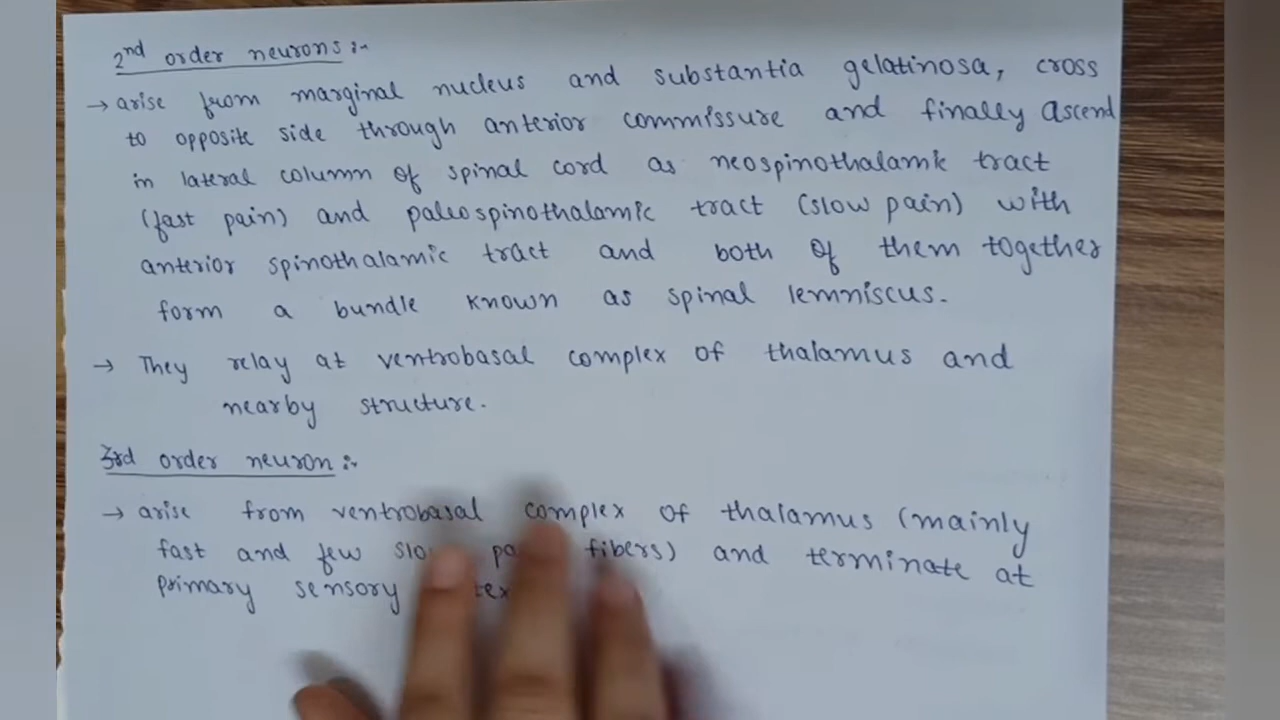 2nd order neurons :-
→ arise from marginal nucleus and substantia gelatinosa, cross
to opposite side through anterior commissure and finally ascend
in lateral column of spinal cord as neospinothalamic tract
(fast pain) and paleospinothalamic tract (slow pain) with
anterior spinothalamic tract and both of them together
form a bundle known as spinal lemniscus.
→ They relay at ventrobasal complex of thalamus and
nearby structure.
3rd order neuron :-
→ arise from ventrobasal complex of thalamus (mainly
fast and few fibers) and terminate at
primary sensory